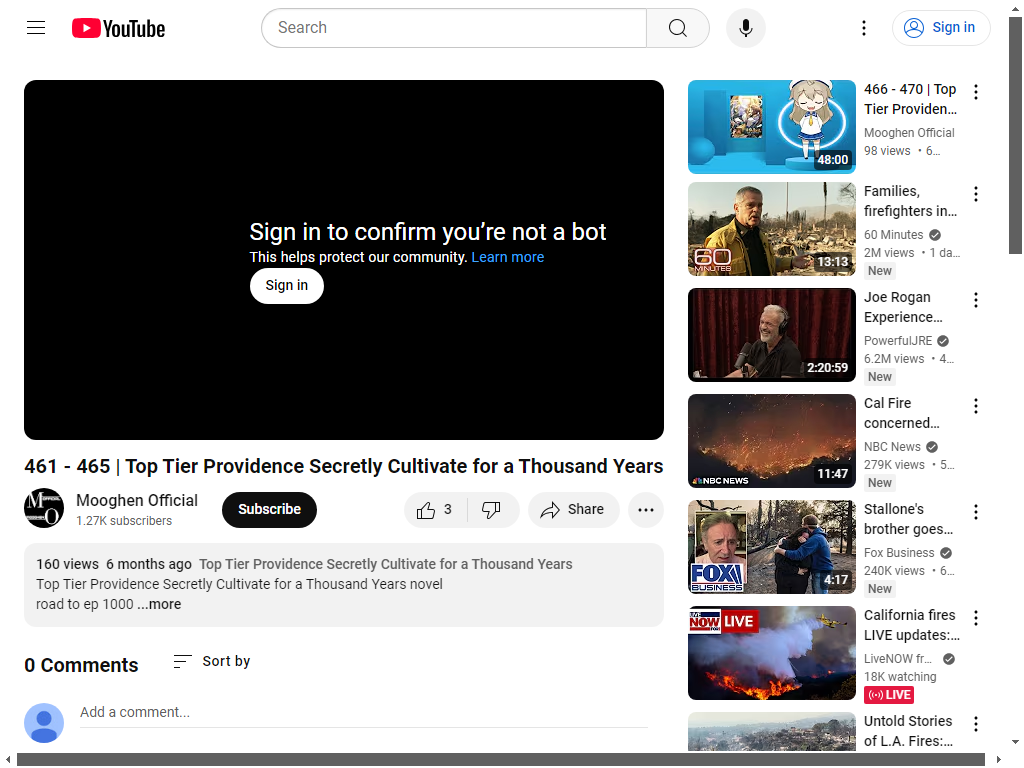 YouTube
Search
Sign in
Sign in to confirm you're not a bot
This helps protect our community. Learn more
Sign in
461 - 465 | Top Tier Providence Secretly Cultivate for a Thousand Years
Mooghen Official
1.27K subscribers
Subscribe
3
Share
160 views 6 months ago Top Tier Providence Secretly Cultivate for a Thousand Years
Top Tier Providence Secretly Cultivate for a Thousand Years novel
road to ep 1000 ...more
0 Comments
Sort by
Add a comment...
48:00
466 - 470 | Top
Tier Providen...
Mooghen Official
98 views • 6...
60
MINUTES
13:13
Families,
firefighters in...
60 Minutes
2M views • 1 da...
New
2:20:59
Joe Rogan
Experience...
PowerfulJRE
6.2M views • 4...
New
NBC NEWS
11:47
Cal Fire
concerned...
NBC News
279K views • 5...
New
FOX
BUSINESS
4:17
Stallone's
brother goes...
Fox Business
240K views • 6...
New
LIVE
NOW
FOX
LIVE
California fires
LIVE updates:...
LiveNOW fr...
18K watching
LIVE
Untold Stories
of L.A. Fires:...